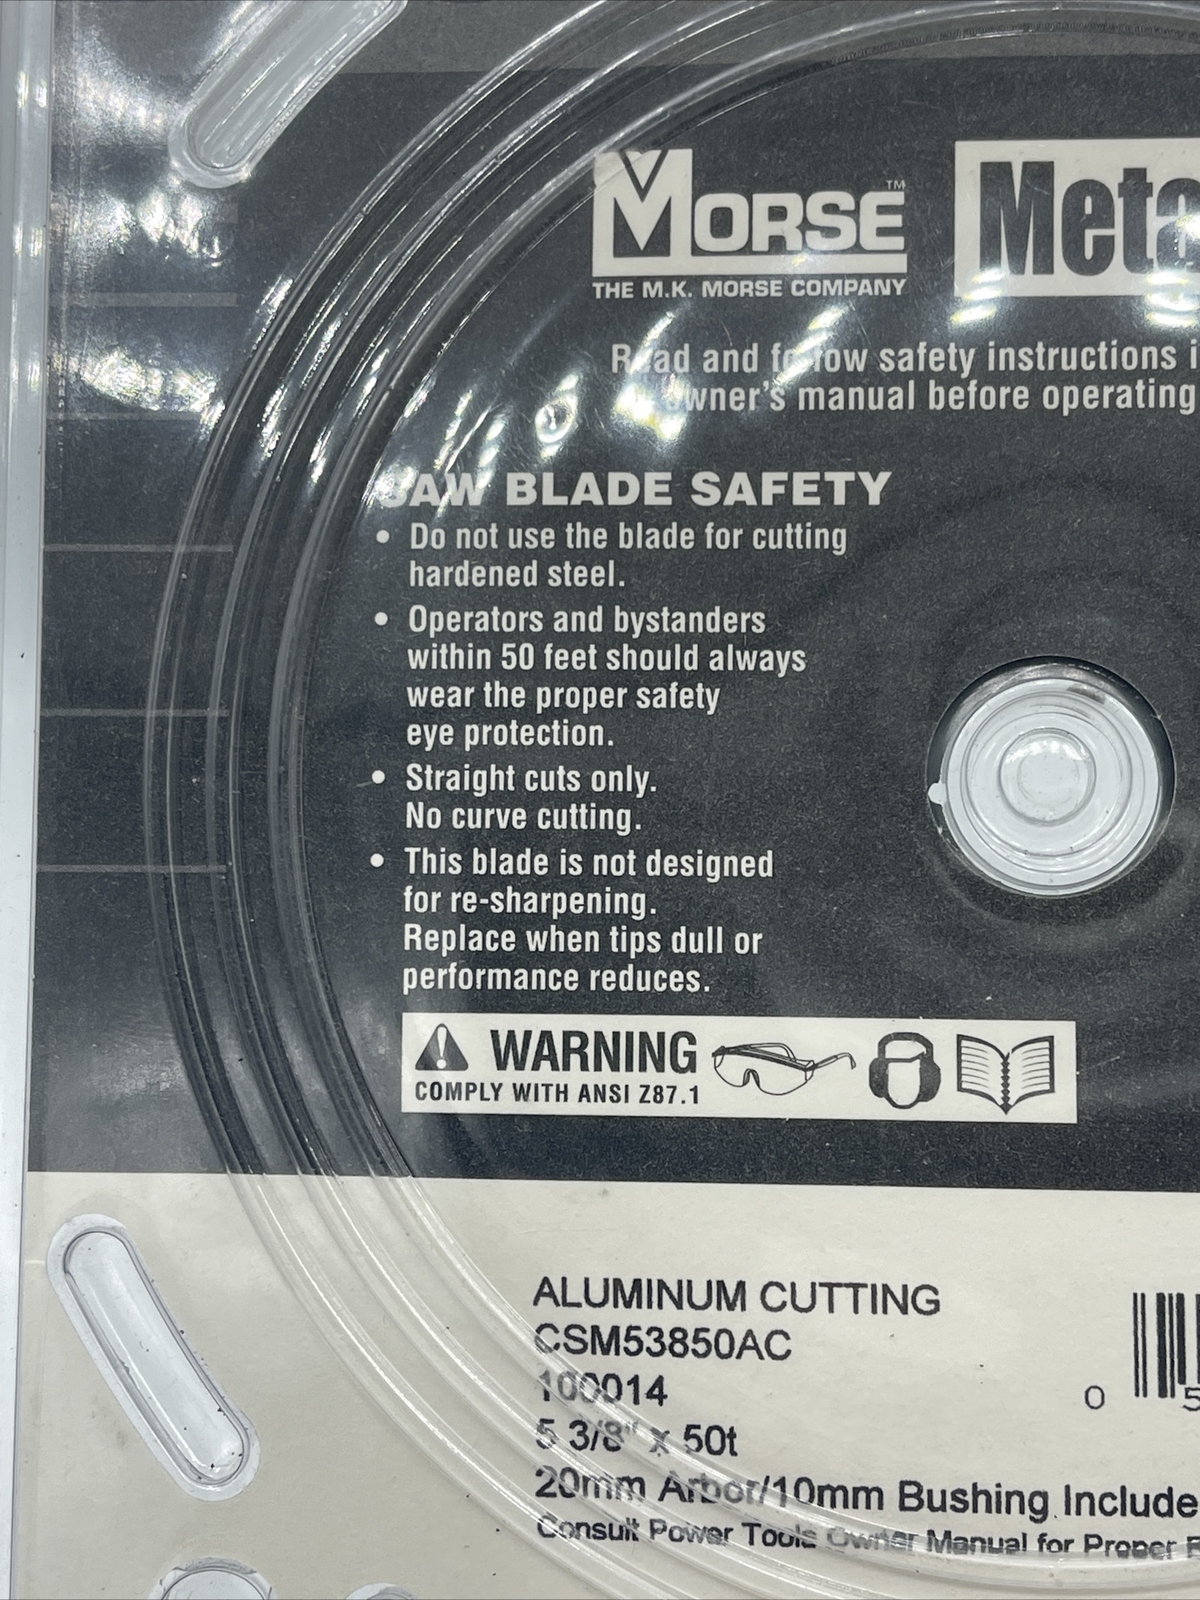 MORSE™
THE M.K. MORSE COMPANY
Read and follow safety instructions
owner's manual before operating
SAW BLADE SAFETY
• Do not use the blade for cutting
hardened steel.
• Operators and bystanders
within 50 feet should always
wear the proper safety
eye protection.
• Straight cuts only.
No curve cutting.
• This blade is not designed
for re-sharpening.
Replace when tips dull or
performance reduces.
WARNING
COMPLY WITH ANSI Z87.1
ALUMINUM CUTTING
CSM53850AC
100014
0 5
5 3/8" x 50t
20mm Arbor/10mm Bushing Include
Consult Power Tools Owner Manual for Proper